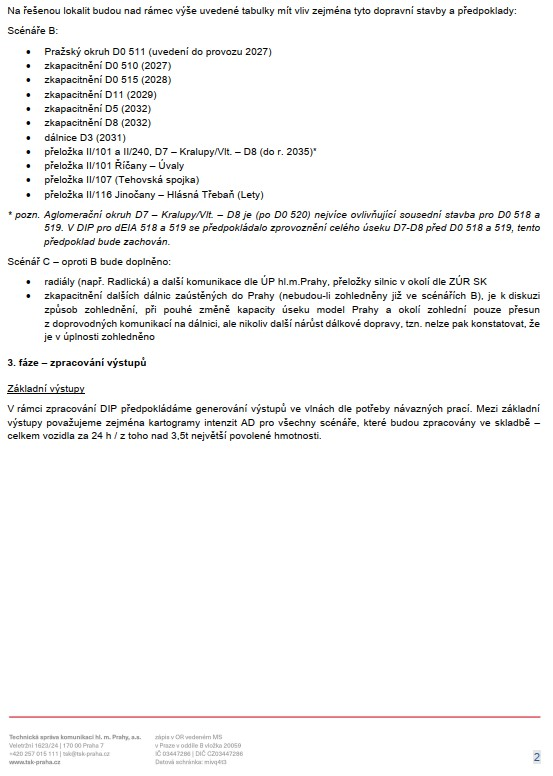 Na řešenou lokalit budou nad rámec výše uvedené tabulky mít vliv zejména tyto dopravní stavby a předpoklady:
Scénáře B:
• Pražský okruh D0 511 (uvedení do provozu 2027)
• zkapacitnění D0 510 (2027)
• zkapacitnění D0 515 (2028)
• zkapacitnění D11 (2029)
• zkapacitnění D5 (2032)
• zkapacitnění D8 (2032)
• dálnice D3 (2031)
• přeložka II/101 a II/240, D7 – Kralupy/Vlt. – D8 (do r. 2035)*
• přeložka II/101 Říčany – Úvaly
• přeložka II/107 (Tehovská spojka)
• přeložka II/116 Jinočany – Hlásná Třebaň (Lety)
* pozn. Aglomerační okruh D7 – Kralupy/Vlt. – D8 je (po D0 520) nejvíce ovlivňující sousední stavba pro D0 518 a
519. V DIP pro dEIA 518 a 519 se předpokládalo zprovoznění celého úseku D7-D8 před D0 518 a 519, tento
předpoklad bude zachován.
Scénář C – oproti B bude doplněno:
• radiály (např. Radlická) a další komunikace dle ÚP hl.m.Prahy, přeložky silnic v okolí dle ZÚR SK
• zkapacitnění dalších dálnic zaústěných do Prahy (nebudou-li zohledněny již ve scénářích B), je k diskuzi
způsob zohlednění, při pouhé změně kapacity úseku model Prahy a okolí zohlední pouze přesun
z doprovodných komunikací na dálnici, ale nikoliv další nárůst dálkové dopravy, tzn. nelze pak konstatovat, že
je v úplnosti zohledněno
3. fáze – zpracování výstupů
Základní výstupy
V rámci zpracování DIP předpokládáme generování výstupů ve vlnách dle potřeby návazných prací. Mezi základní
výstupy považujeme zejména kartogramy intenzit AD pro všechny scénáře, které budou zpracovány ve skladbě –
celkem vozidla za 24 h / z toho nad 3,5t největší povolené hmotnosti.
Technická správa komunikací hl. m. Prahy, a.s.
Veletržní 1623/24 | 170 00 Praha 7
+420 257 015 111 | tsk@tsk-praha.cz
www.tsk-praha.cz
zápis v OR vedeném MS
v Praze v oddíle B vložka 20059
IČ 03447286 | DIČ CZ03447286
Datová schránka: mivq4t3
2